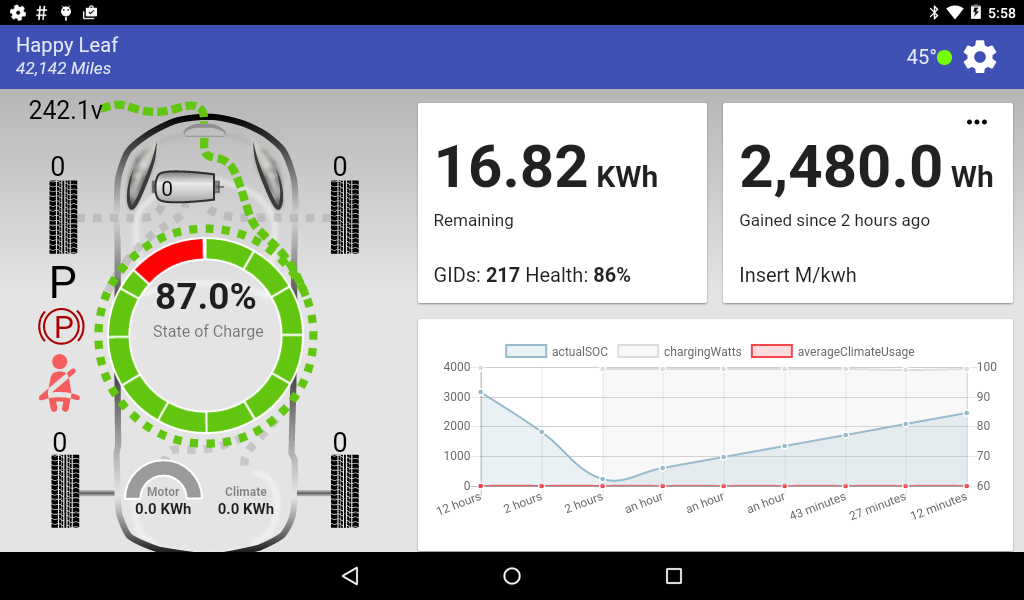 5:58
Happy Leaf
42,142 Miles
45°
242.1v
0
0
0
P
(P)
87.0%
State of Charge
0
0
Motor
0.0 KWh
Climate
0.0 KWh
16.82 KWh
Remaining
GIDs: 217 Health: 86%
2,480.0 Wh
Gained since 2 hours ago
Insert M/kwh
actualSOC chargingWatts averageClimateUsage
4000 100
3000 90
2000 80
1000 70
0 60
12 hours 2 hours 2 hours an hour an hour an hour 43 minutes 27 minutes 12 minutes